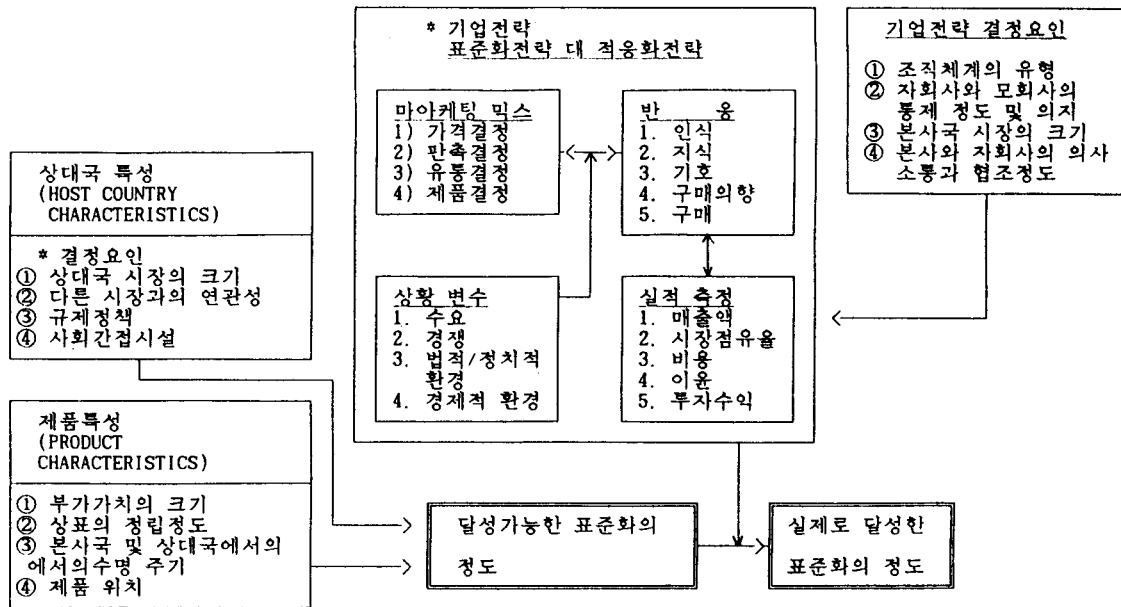 * 기업전략
표준화전략 대 적응화전략
마아케팅 믹스
1) 가격결정
2) 판촉결정
3) 유통결정
4) 제품결정
반 응
1. 인식
2. 지식
3. 기호
4. 구매의향
5. 구매
상황 변수
1. 수요
2. 경쟁
3. 법적/정치적
환경
4. 경제적 환경
실적 측정
1. 매출액
2. 시장점유율
3. 비용
4. 이윤
5. 투자수익
기업전략 결정요인
① 조직체계의 유형
② 자회사와 모회사의
통제 정도 및 의지
③ 본사국 시장의 크기
④ 본사와 자회사의 의사
소통과 협조정도
상대국 특성
(HOST COUNTRY
CHARACTERISTICS)
* 결정요인
① 상대국 시장의 크기
② 다른 시장과의 연관성
③ 규제정책
④ 사회간접시설
제품특성
(PRODUCT
CHARACTERISTICS)
① 부가가치의 크기
② 상표의 정립정도
③ 본사국 및 상대국에서의
에서의수명 주기
④ 제품 위치
달성가능한 표준화의
정도
실제로 달성한
표준화의 정도